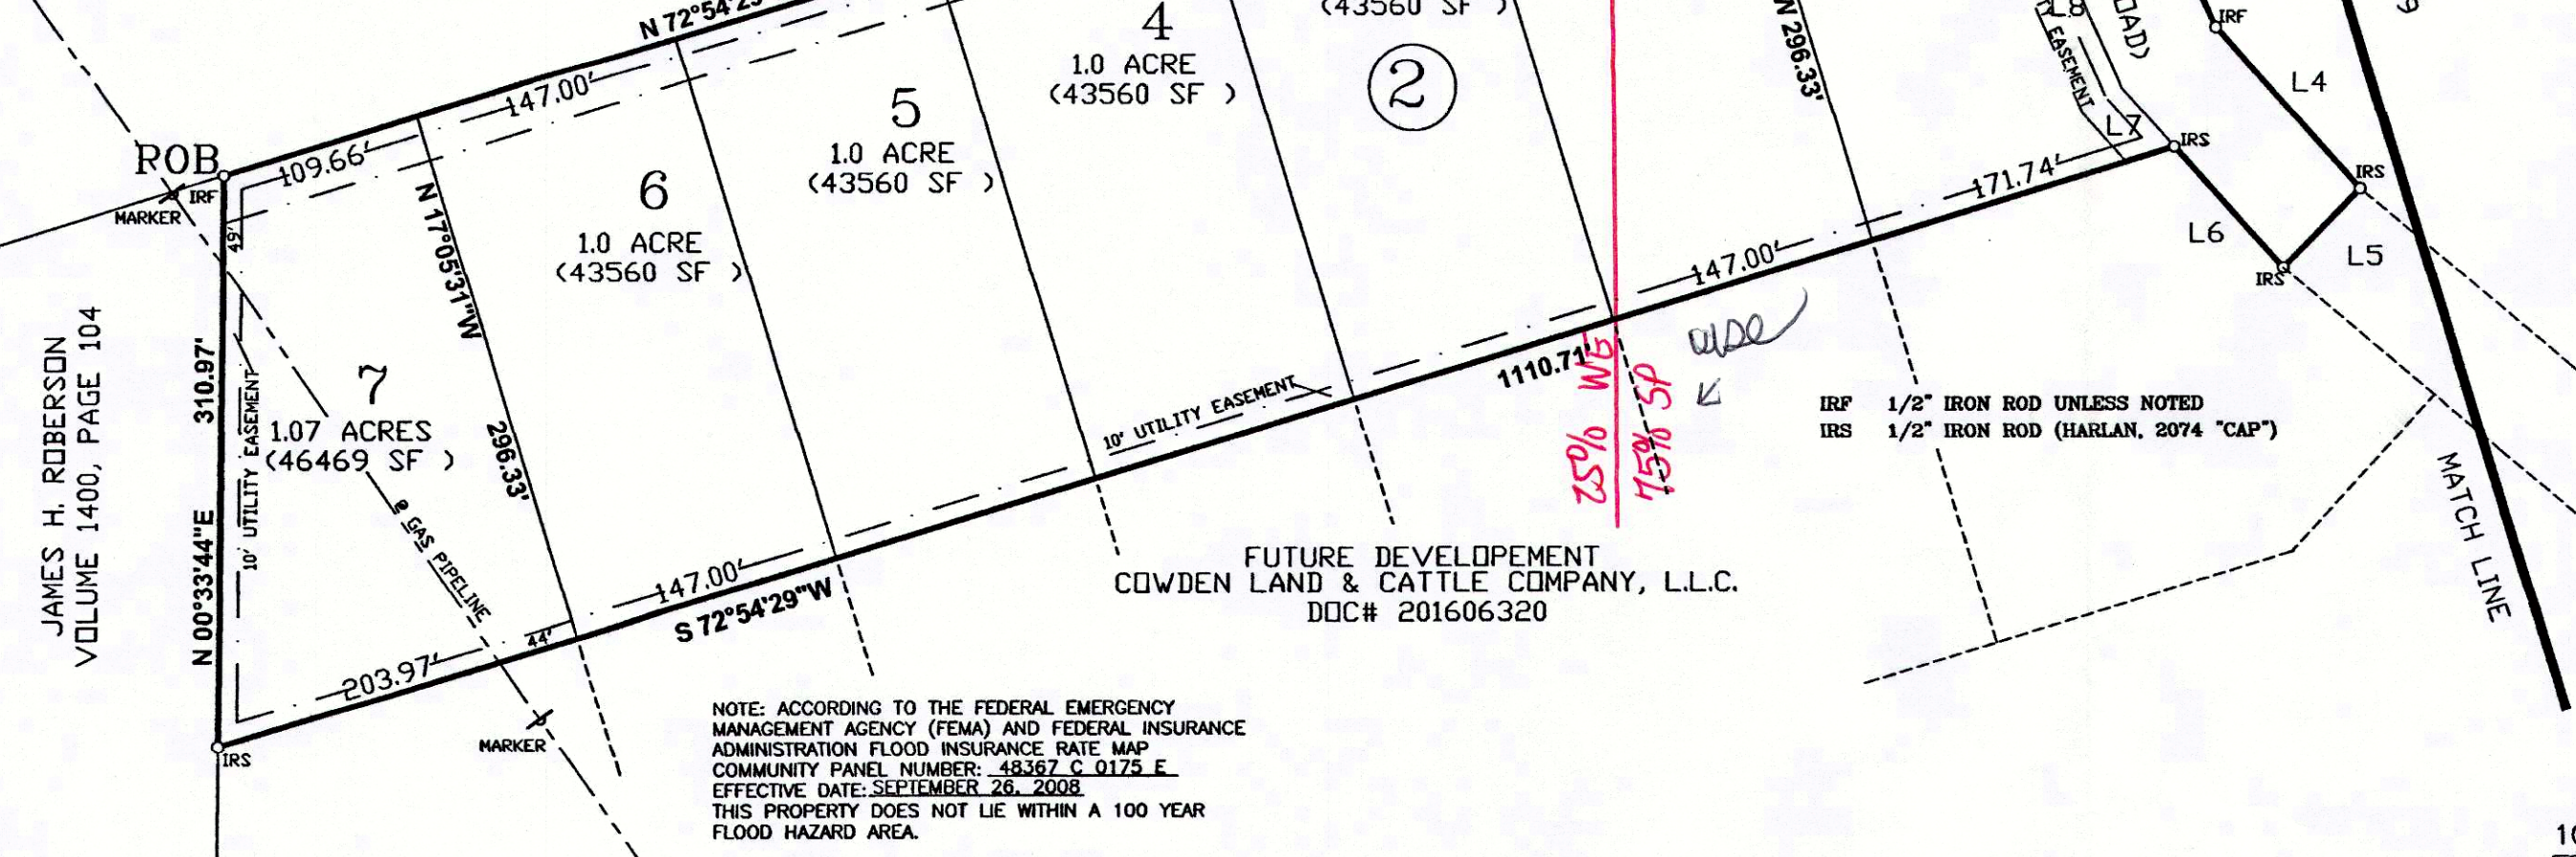 N 72°54'29
(43560 SF )
4
1.0 ACRE
(43560 SF )
2
N 296.33'
L8
EASEMENT
OAD)
9
IRF
L4
147.00'
5
1.0 ACRE
(43560 SF )
L7
IRS
IRS
ROB
109.66'
IRF
MARKER
49'
N 17°05'31"W
6
1.0 ACRE
(43560 SF )
171.74'
L6
L5
IRS
147.00'
JAMES H. ROBERSON
VOLUME 1400, PAGE 104
N 00°33'44"E 310.97'
10' UTILITY EASEMENT
7
1.07 ACRES
(46469 SF )
296.33'
GAS PIPELINE
10' UTILITY EASEMENT
1110.71'
25% WE
75% SP
IRF 1/2" IRON ROD UNLESS NOTED
IRS 1/2" IRON ROD (HARLAN, 2074 "CAP")
MATCH LINE
FUTURE DEVELOPEMENT
COWDEN LAND & CATTLE COMPANY, L.L.C.
DOC# 201606320
147.00'
S 72°54'29"W
44'
203.97'
MARKER
IRS
NOTE: ACCORDING TO THE FEDERAL EMERGENCY
MANAGEMENT AGENCY (FEMA) AND FEDERAL INSURANCE
ADMINISTRATION FLOOD INSURANCE RATE MAP
COMMUNITY PANEL NUMBER: 48367 C 0175 E
EFFECTIVE DATE: SEPTEMBER 26, 2008
THIS PROPERTY DOES NOT LIE WITHIN A 100 YEAR
FLOOD HAZARD AREA.